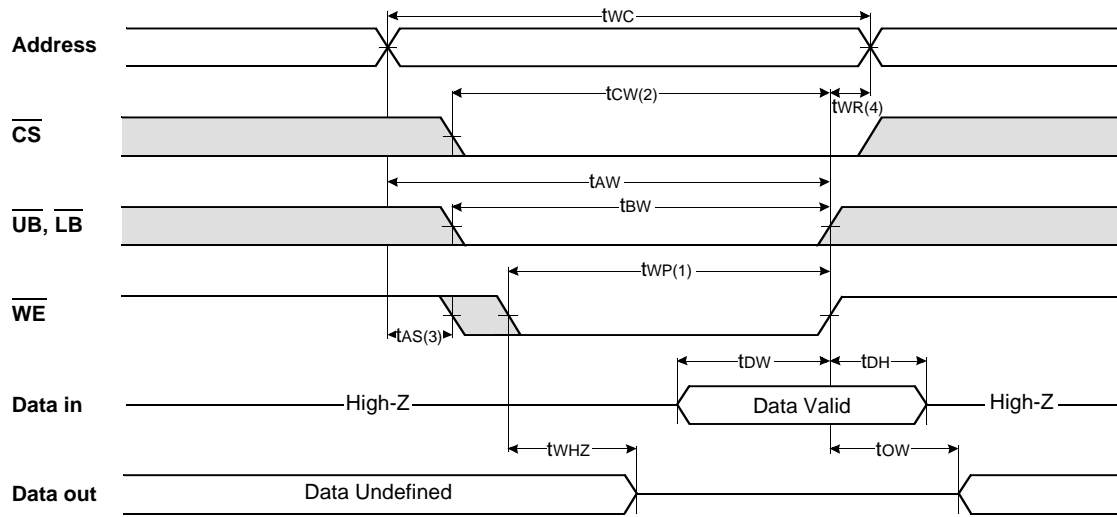 tWC
Address
tCW(2)
tWR(4)
CS
tAW
UB, LB
tBW
tWP(1)
WE
tAS(3)
tDW
tDH
Data in
High-Z
Data Valid
High-Z
tWHZ
tOW
Data out
Data Undefined